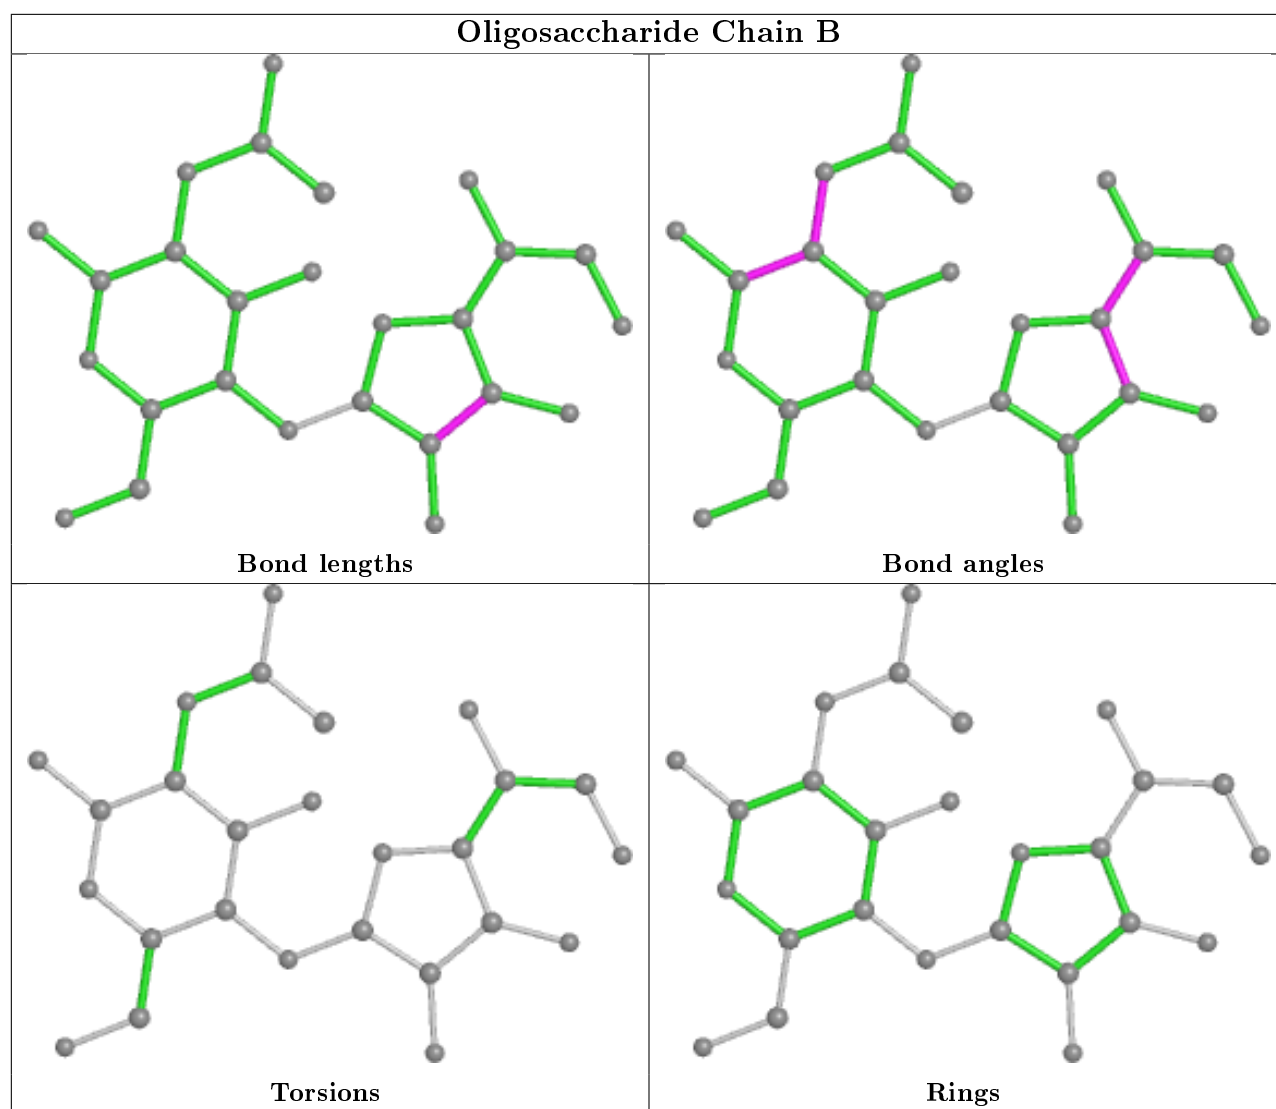 Oligosaccharide Chain B
Bond lengths
Bond angles
Torsions
Rings